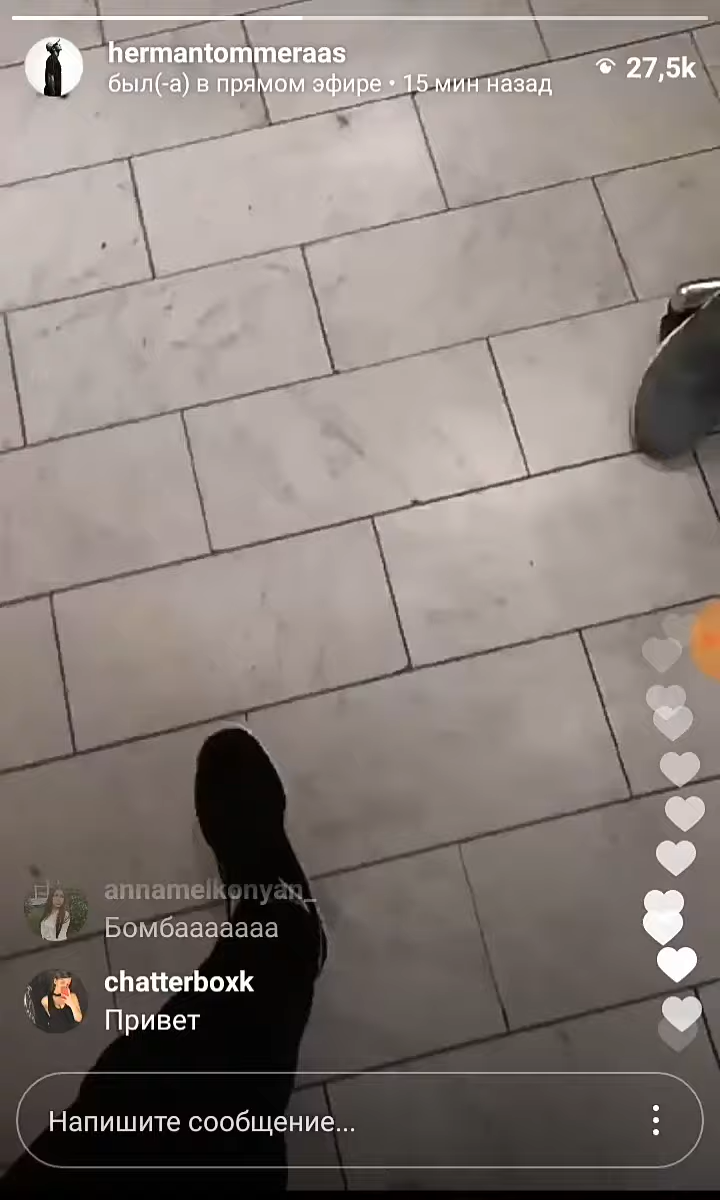 hermantommeraas
был(-а) в прямом эфире • 15 мин назад
27,5k
annamelkonyan_
Бомбааааааа
chatterboxk
Привет
Напишите сообщение...